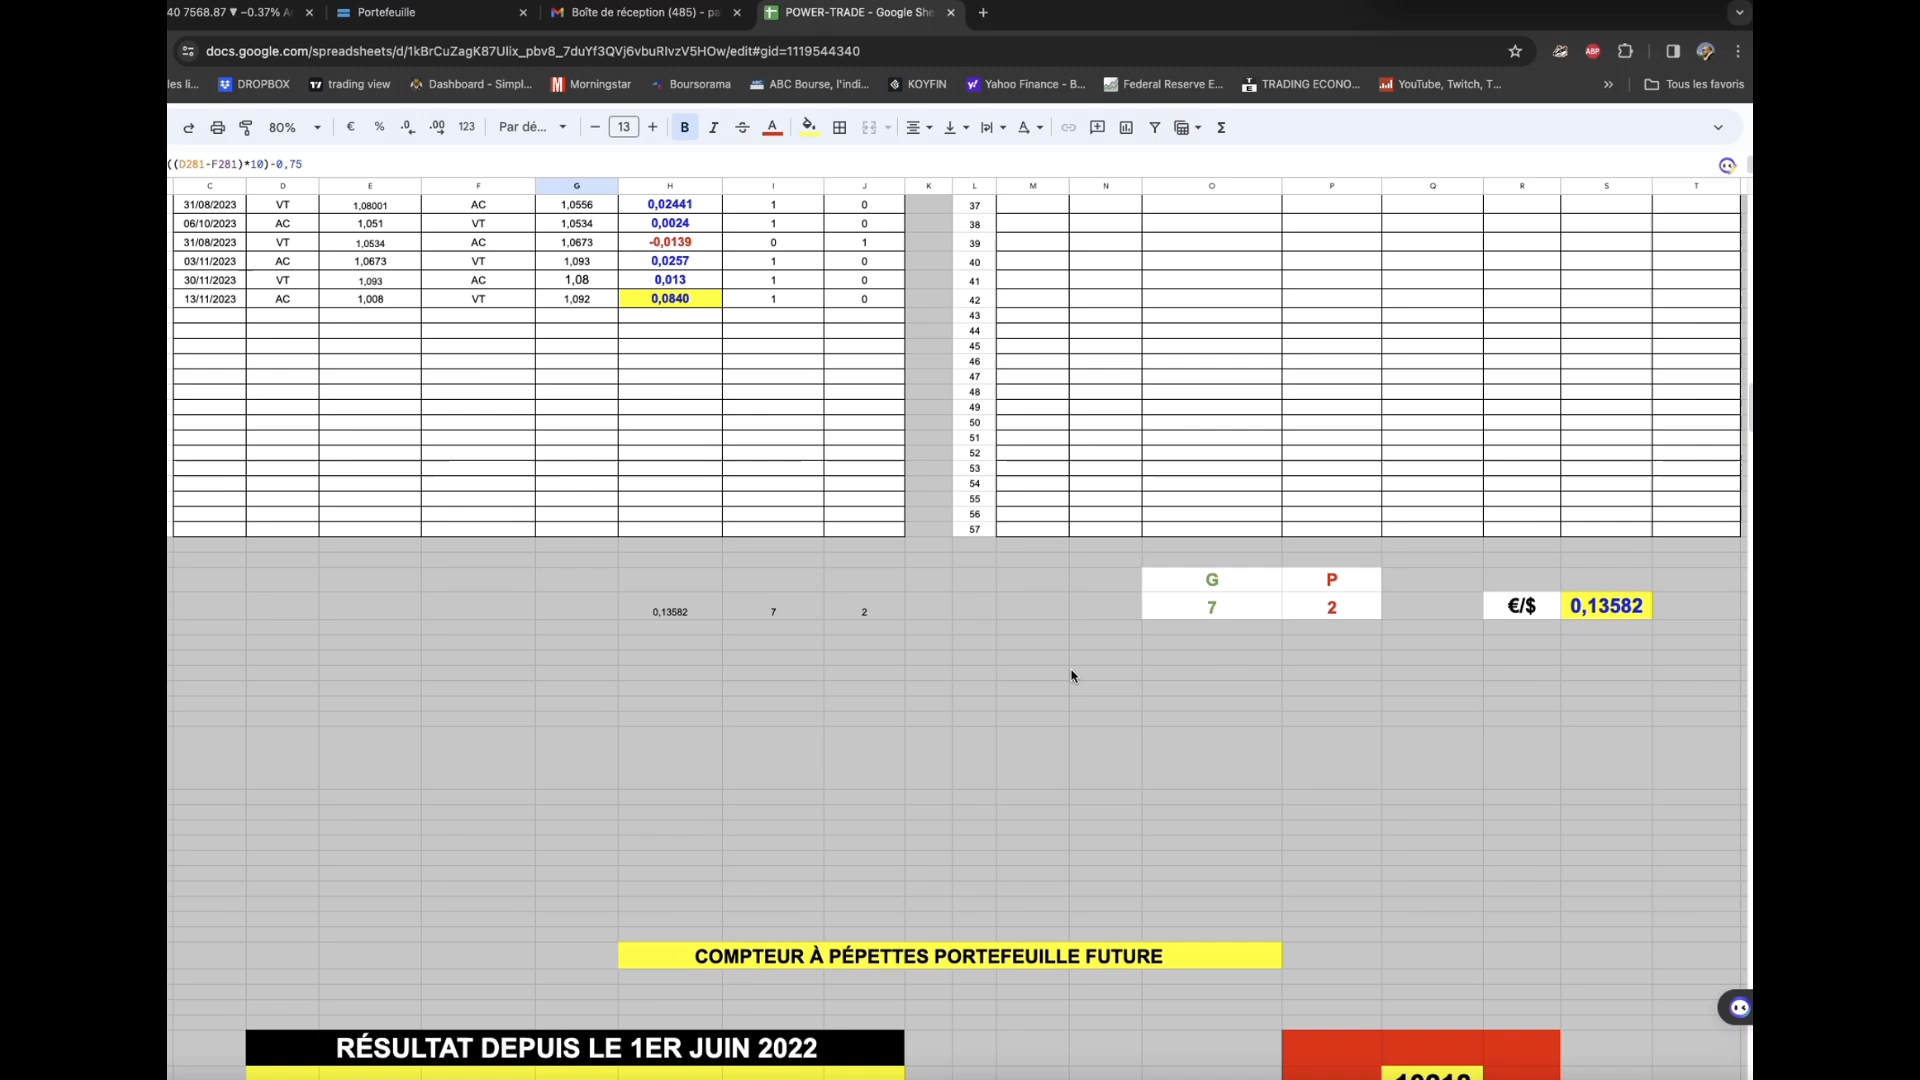 40 7568.87 ▼ −0.37% A
Portefeuille
Boîte de réception (485) - pa
POWER-TRADE - Google She
docs.google.com/spreadsheets/d/1kBrCuZagK87UIix_pbv8_7duYf3QVj6vbuRIvzV5HOw/edit#gid=1119544340
ABP
les li... DROPBOX trading view Dashboard – Simpl... Morningstar Boursorama ABC Bourse, l'indi... KOYFIN Yahoo Finance - B... Federal Reserve E... TRADING ECONO... YouTube, Twitch, T... » Tous les favoris
80% € % .0 .00 123 Par dé... − 13 + B I S A Σ
((D281-F281)*10)-0,75
C D E F G H I J K L M N O P Q R S T
31/08/2023 VT 1,08001 AC 1,0556 0,02441 1 0 37
06/10/2023 AC 1,051 VT 1,0534 0,0024 1 0 38
31/08/2023 VT 1,0534 AC 1,0673 -0,0139 0 1 39
03/11/2023 AC 1,0673 VT 1,093 0,0257 1 0 40
30/11/2023 VT 1,093 AC 1,08 0,013 1 0 41
13/11/2023 AC 1,008 VT 1,092 0,0840 1 0 42
43
44
45
46
47
48
49
50
51
52
53
54
55
56
57
G P
0,13582 7 2 7 2 €/$ 0,13582
COMPTEUR À PÉPETTES PORTEFEUILLE FUTURE
RÉSULTAT DEPUIS LE 1ER JUIN 2022